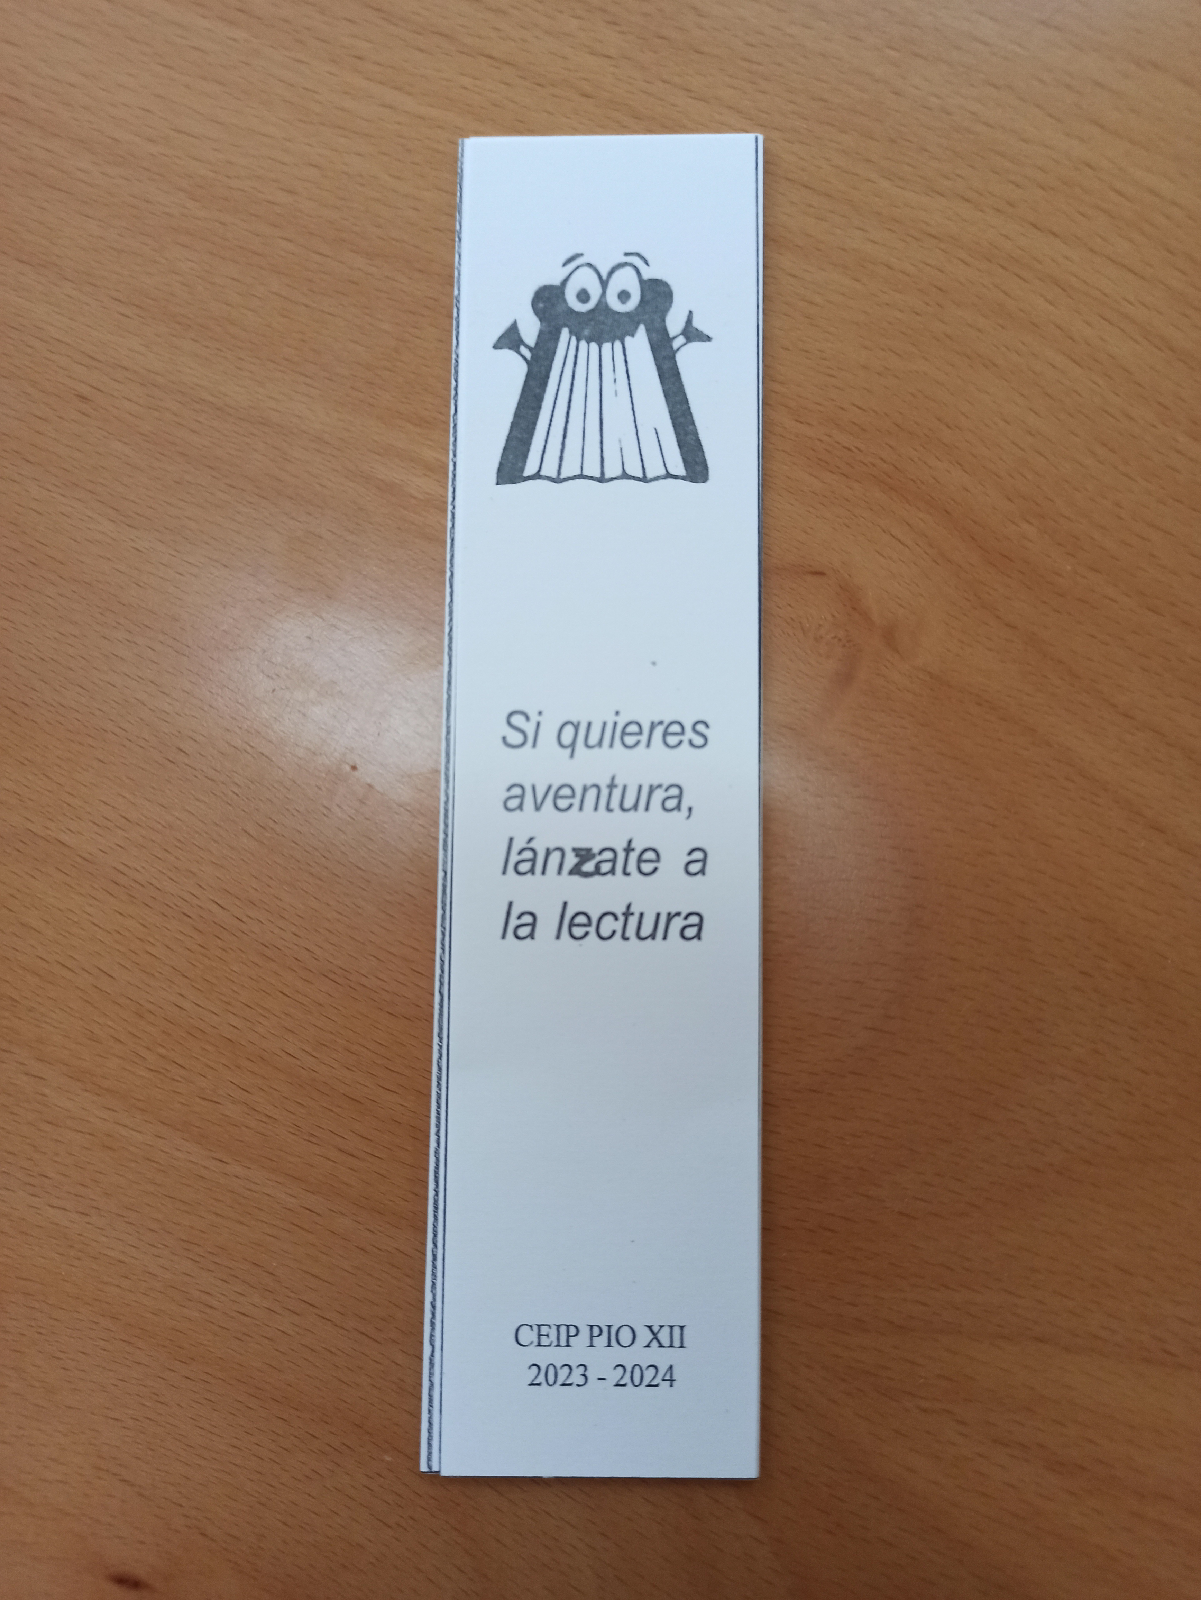 Si quieres
aventura,
lánzate a
la lectura
CEIP PIO XII
2023 - 2024